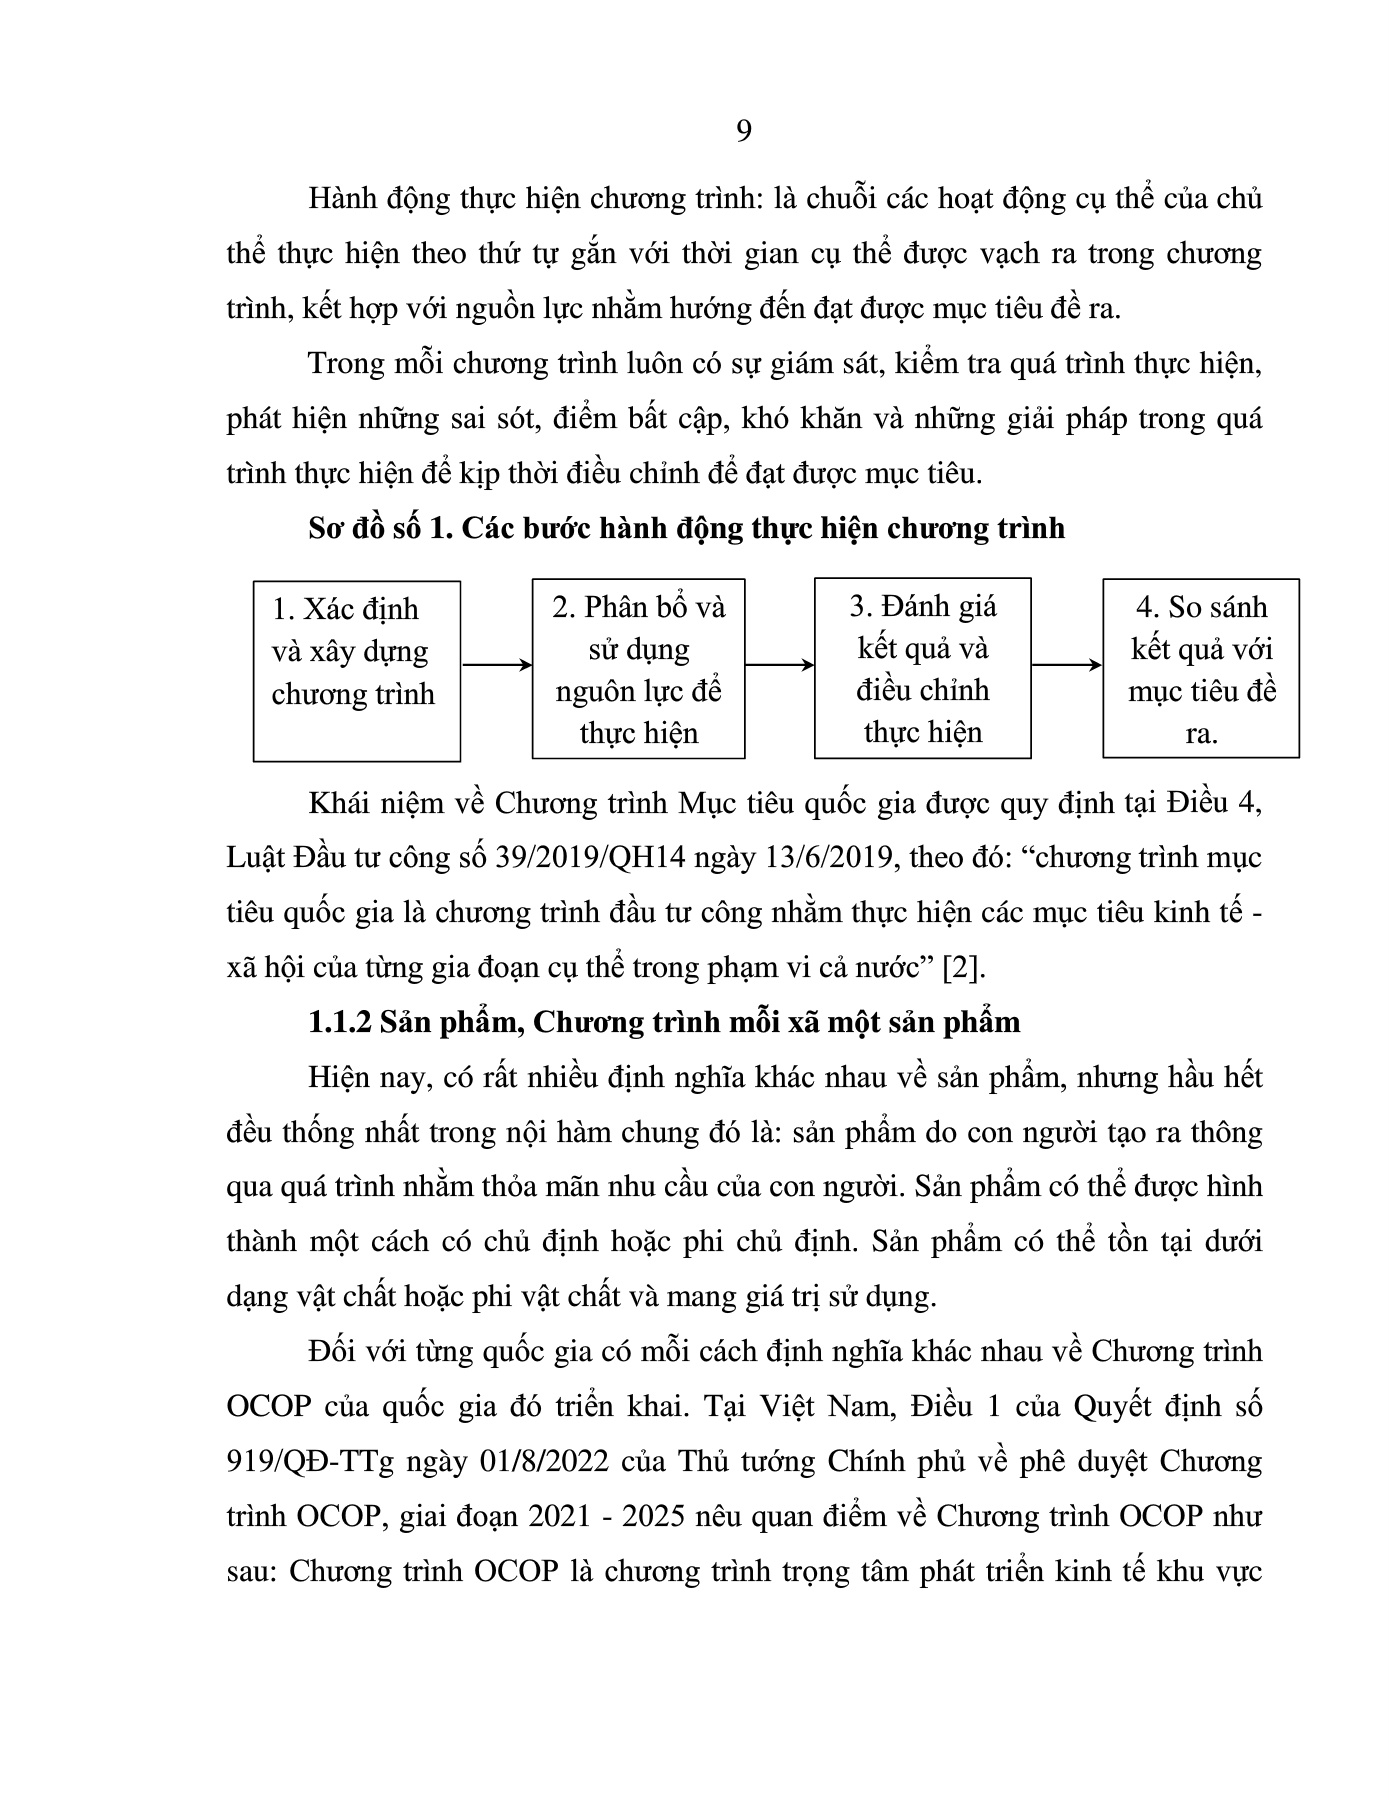 9
Hành động thực hiện chương trình: là chuỗi các hoạt động cụ thể của chủ
thể thực hiện theo thứ tự gắn với thời gian cụ thể được vạch ra trong chương
trình, kết hợp với nguồn lực nhằm hướng đến đạt được mục tiêu đề ra.
Trong mỗi chương trình luôn có sự giám sát, kiểm tra quá trình thực hiện,
phát hiện những sai sót, điểm bất cập, khó khăn và những giải pháp trong quá
trình thực hiện để kịp thời điều chỉnh để đạt được mục tiêu.
Sơ đồ số 1. Các bước hành động thực hiện chương trình
1. Xác định
và xây dựng
chương trình
2. Phân bổ và
sử dụng
nguôn lực để
thực hiện
3. Đánh giá
kết quả và
điều chỉnh
thực hiện
4. So sánh
kết quả với
mục tiêu đề
ra.
Khái niệm về Chương trình Mục tiêu quốc gia được quy định tại Điều 4,
Luật Đầu tư công số 39/2019/QH14 ngày 13/6/2019, theo đó: “chương trình mục
tiêu quốc gia là chương trình đầu tư công nhằm thực hiện các mục tiêu kinh tế -
xã hội của từng gia đoạn cụ thể trong phạm vi cả nước” [2].
1.1.2 Sản phẩm, Chương trình mỗi xã một sản phẩm
Hiện nay, có rất nhiều định nghĩa khác nhau về sản phẩm, nhưng hầu hết
đều thống nhất trong nội hàm chung đó là: sản phẩm do con người tạo ra thông
qua quá trình nhằm thỏa mãn nhu cầu của con người. Sản phẩm có thể được hình
thành một cách có chủ định hoặc phi chủ định. Sản phẩm có thể tồn tại dưới
dạng vật chất hoặc phi vật chất và mang giá trị sử dụng.
Đối với từng quốc gia có mỗi cách định nghĩa khác nhau về Chương trình
OCOP của quốc gia đó triển khai. Tại Việt Nam, Điều 1 của Quyết định số
919/QĐ-TTg ngày 01/8/2022 của Thủ tướng Chính phủ về phê duyệt Chương
trình OCOP, giai đoạn 2021 - 2025 nêu quan điểm về Chương trình OCOP như
sau: Chương trình OCOP là chương trình trọng tâm phát triển kinh tế khu vực